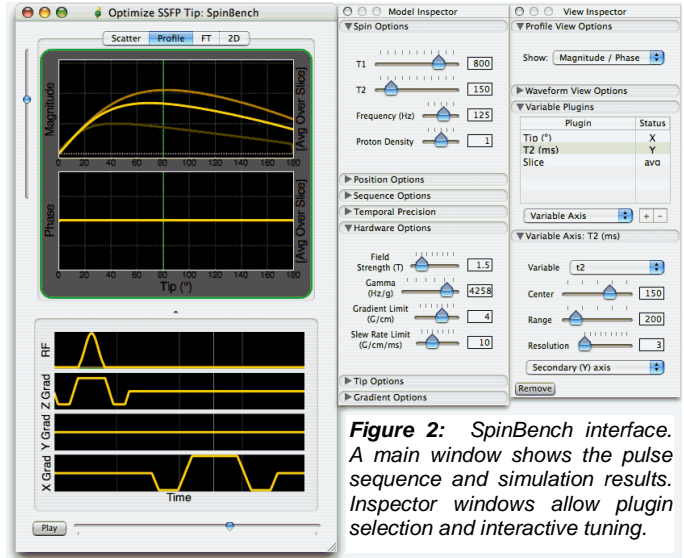 Optimize SSFP Tip: SpinBench
Scatter Profile FT 2D
Magnitude
[Avg Over Slice]
0 20 40 60 80 100 120 140 160 180
Phase
[Avg Over Slice]
0 20 40 60 80 100 120 140 160 180
Tip (°)
RF
Z Grad
Y Grad
X Grad
Time
Play
Model Inspector
Spin Options
T1 800
T2 150
Frequency (Hz) 125
Proton Density 1
Position Options
Sequence Options
Temporal Precision
Hardware Options
Field
Strength (T) 1.5
Gamma
(Hz/g) 4258
Gradient Limit
(G/cm) 4
Slew Rate Limit
(G/cm/ms) 10
Tip Options
Gradient Options
View Inspector
Profile View Options
Show: Magnitude / Phase
Waveform View Options
Variable Plugins
Plugin Status
Tip (°) X
T2 (ms) Y
Slice avg
Variable Axis + −
Variable Axis: T2 (ms)
Variable t2
Center 150
Range 200
Resolution 3
Secondary (Y) axis
Remove
Figure 2: SpinBench interface.
A main window shows the pulse
sequence and simulation results.
Inspector windows allow plugin
selection and interactive tuning.